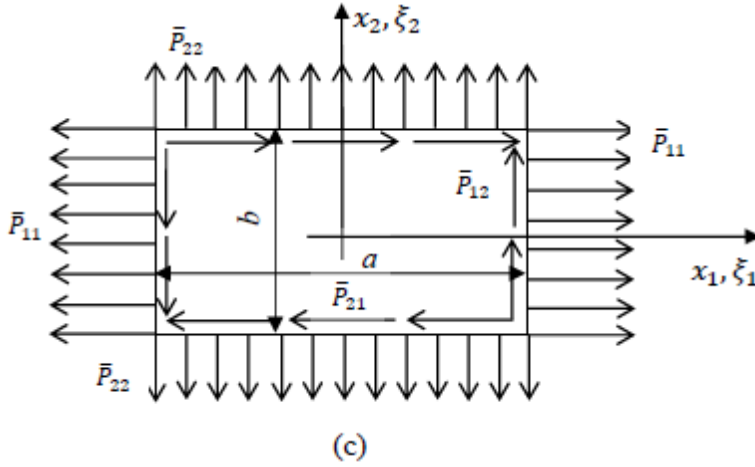 x₂, ξ₂
P̄₂₂
P̄₁₁
P̄₁₂
b
P̄₁₁
a
x₁, ξ₁
P̄₂₁
P̄₂₂
(c)